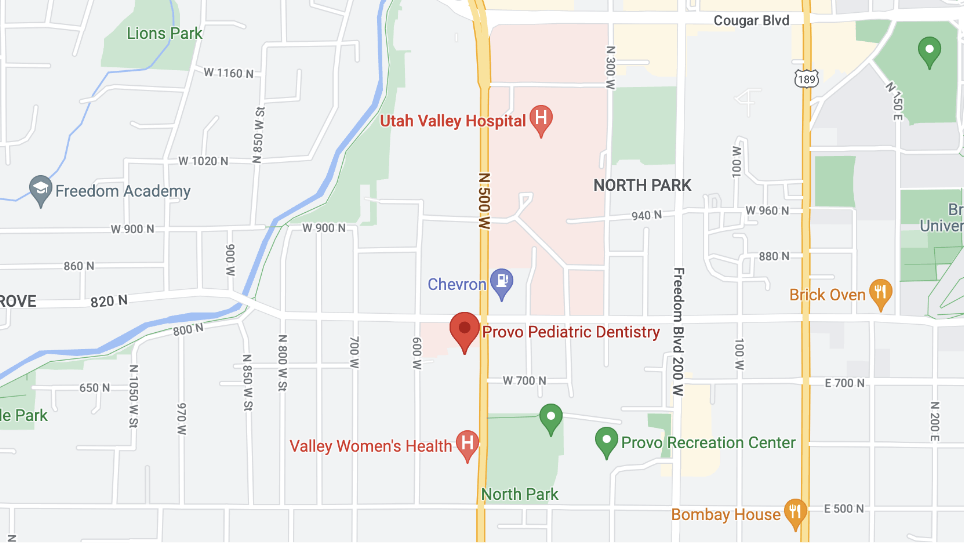 Cougar Blvd
Lions Park
W 1160 N
N 300 W
189
N 150 E
Utah Valley Hospital
H
N 850 W St
W 1020 N
100 W
Freedom Academy
NORTH PARK
N 500 W
940 N
W 960 N
Br
Univer
W 900 N
W 900 N
900 W
880 N
860 N
Chevron
Freedom Blvd 200 W
Brick Oven
ROVE
820 N
800 N
Provo Pediatric Dentistry
N 800 W St
700 W
600 W
100 W
650 N
N 1050 W St
N 850 W St
W 700 N
E 700 N
le Park
970 W
N 200 E
Valley Women's Health
H
Provo Recreation Center
North Park
Bombay House
E 500 N